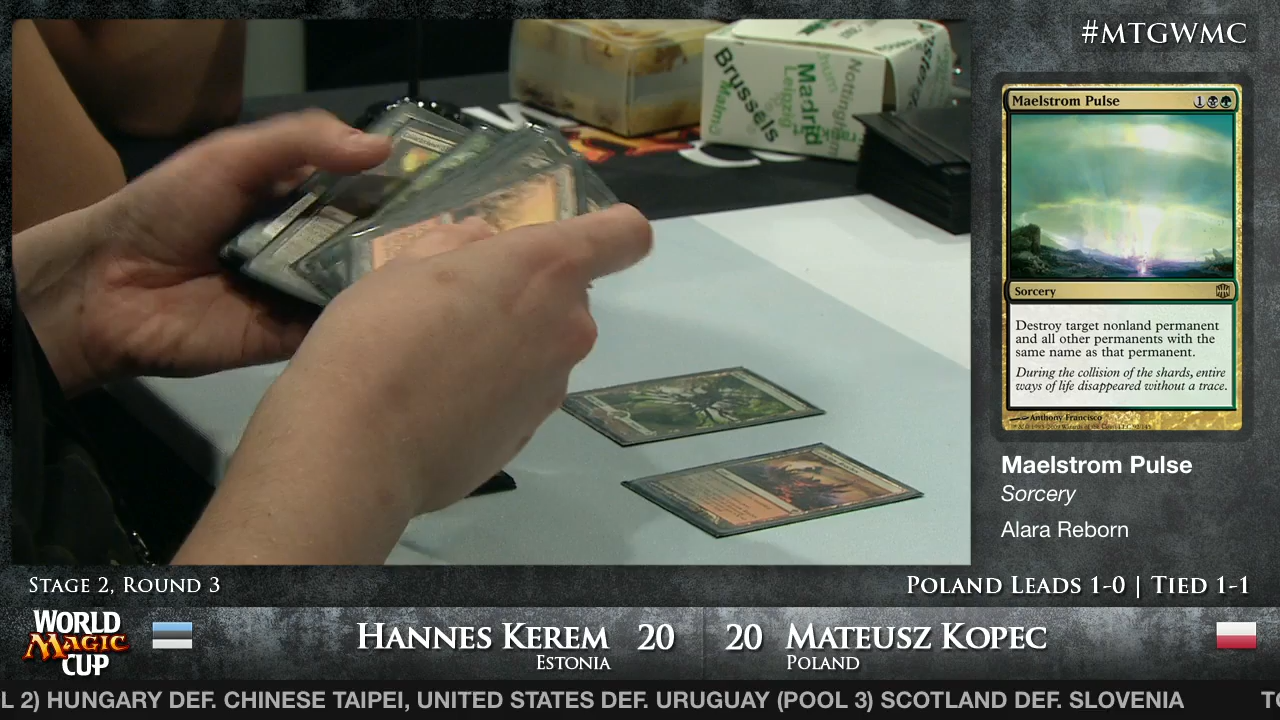 #MTGWMC
Brussels
Madrid
Leipzig
Malmö
Maelstrom Pulse 1
Sorcery
Destroy target nonland permanent
and all other permanents with the
same name as that permanent.
During the collision of the shards, entire
ways of life disappeared without a trace.
Anthony Francisco
Maelstrom Pulse
Sorcery
Alara Reborn
Stage 2, Round 3
Poland Leads 1-0 | Tied 1-1
WORLD
MAGIC
CUP
Hannes Kerem 20
Estonia
20 Mateusz Kopec
Poland
L 2) HUNGARY DEF. CHINESE TAIPEI, UNITED STATES DEF. URUGUAY (POOL 3) SCOTLAND DEF. SLOVENIA